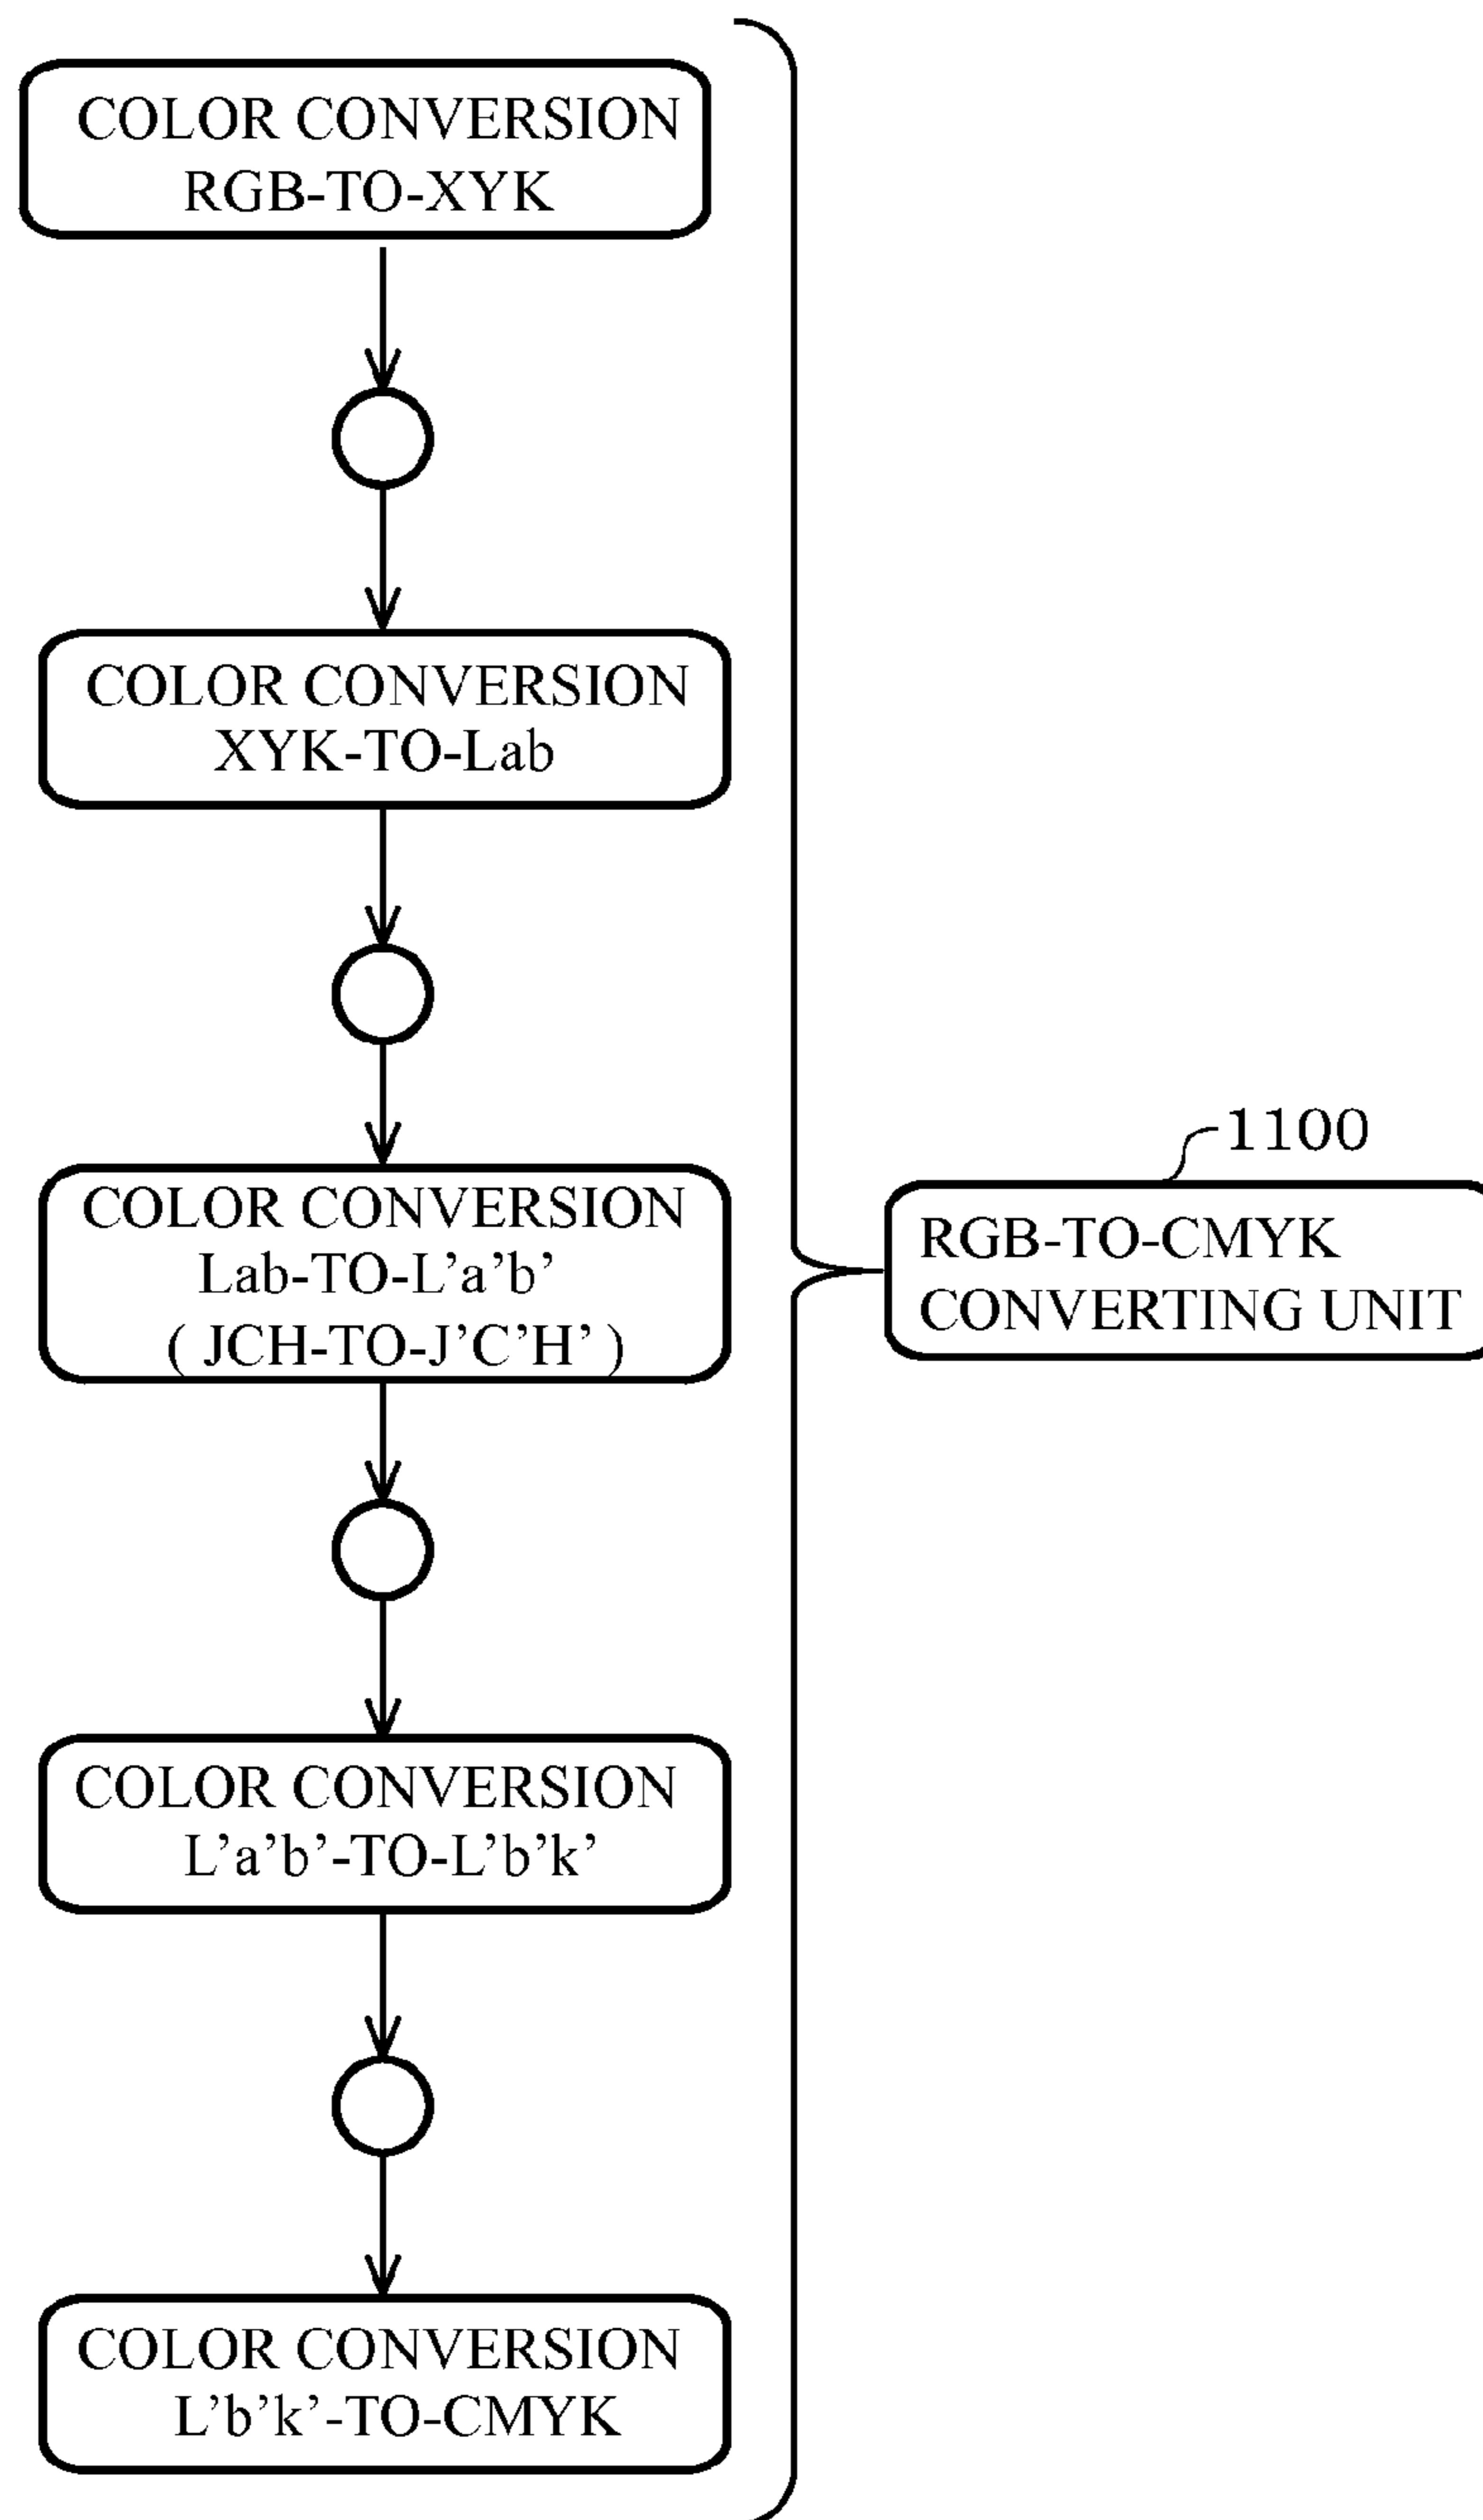 COLOR CONVERSION
RGB-TO-XYK
COLOR CONVERSION
XYK-TO-Lab
COLOR CONVERSION
Lab-TO-L’a’b’
( JCH-TO-J’C’H’ )
COLOR CONVERSION
L’a’b’-TO-L’b’k’
COLOR CONVERSION
L’b’k’-TO-CMYK
1100
RGB-TO-CMYK
CONVERTING UNIT